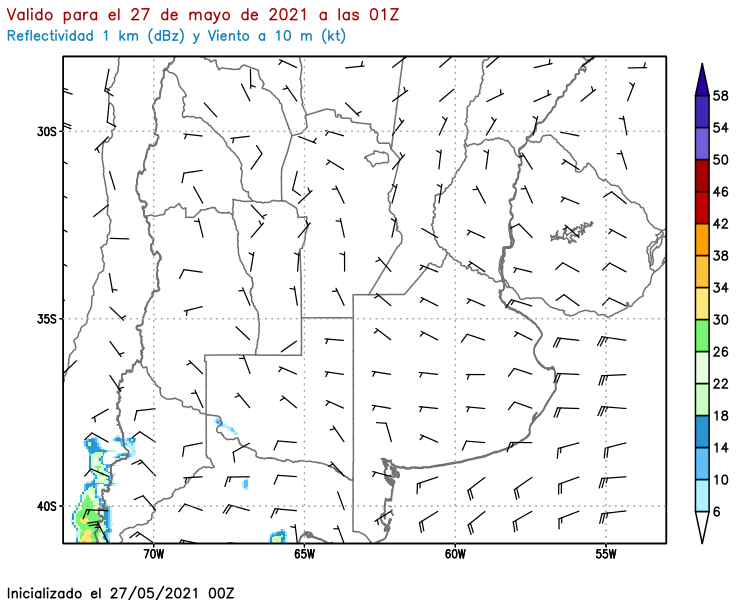 Valido para el 27 de mayo de 2021 a las 01Z
Reflectividad 1 km (dBz) y Viento a 10 m (kt)
30S
35S
40S
70W
65W
60W
55W
58
54
50
46
42
38
34
30
26
22
18
14
10
6
Inicializado el 27/05/2021 00Z